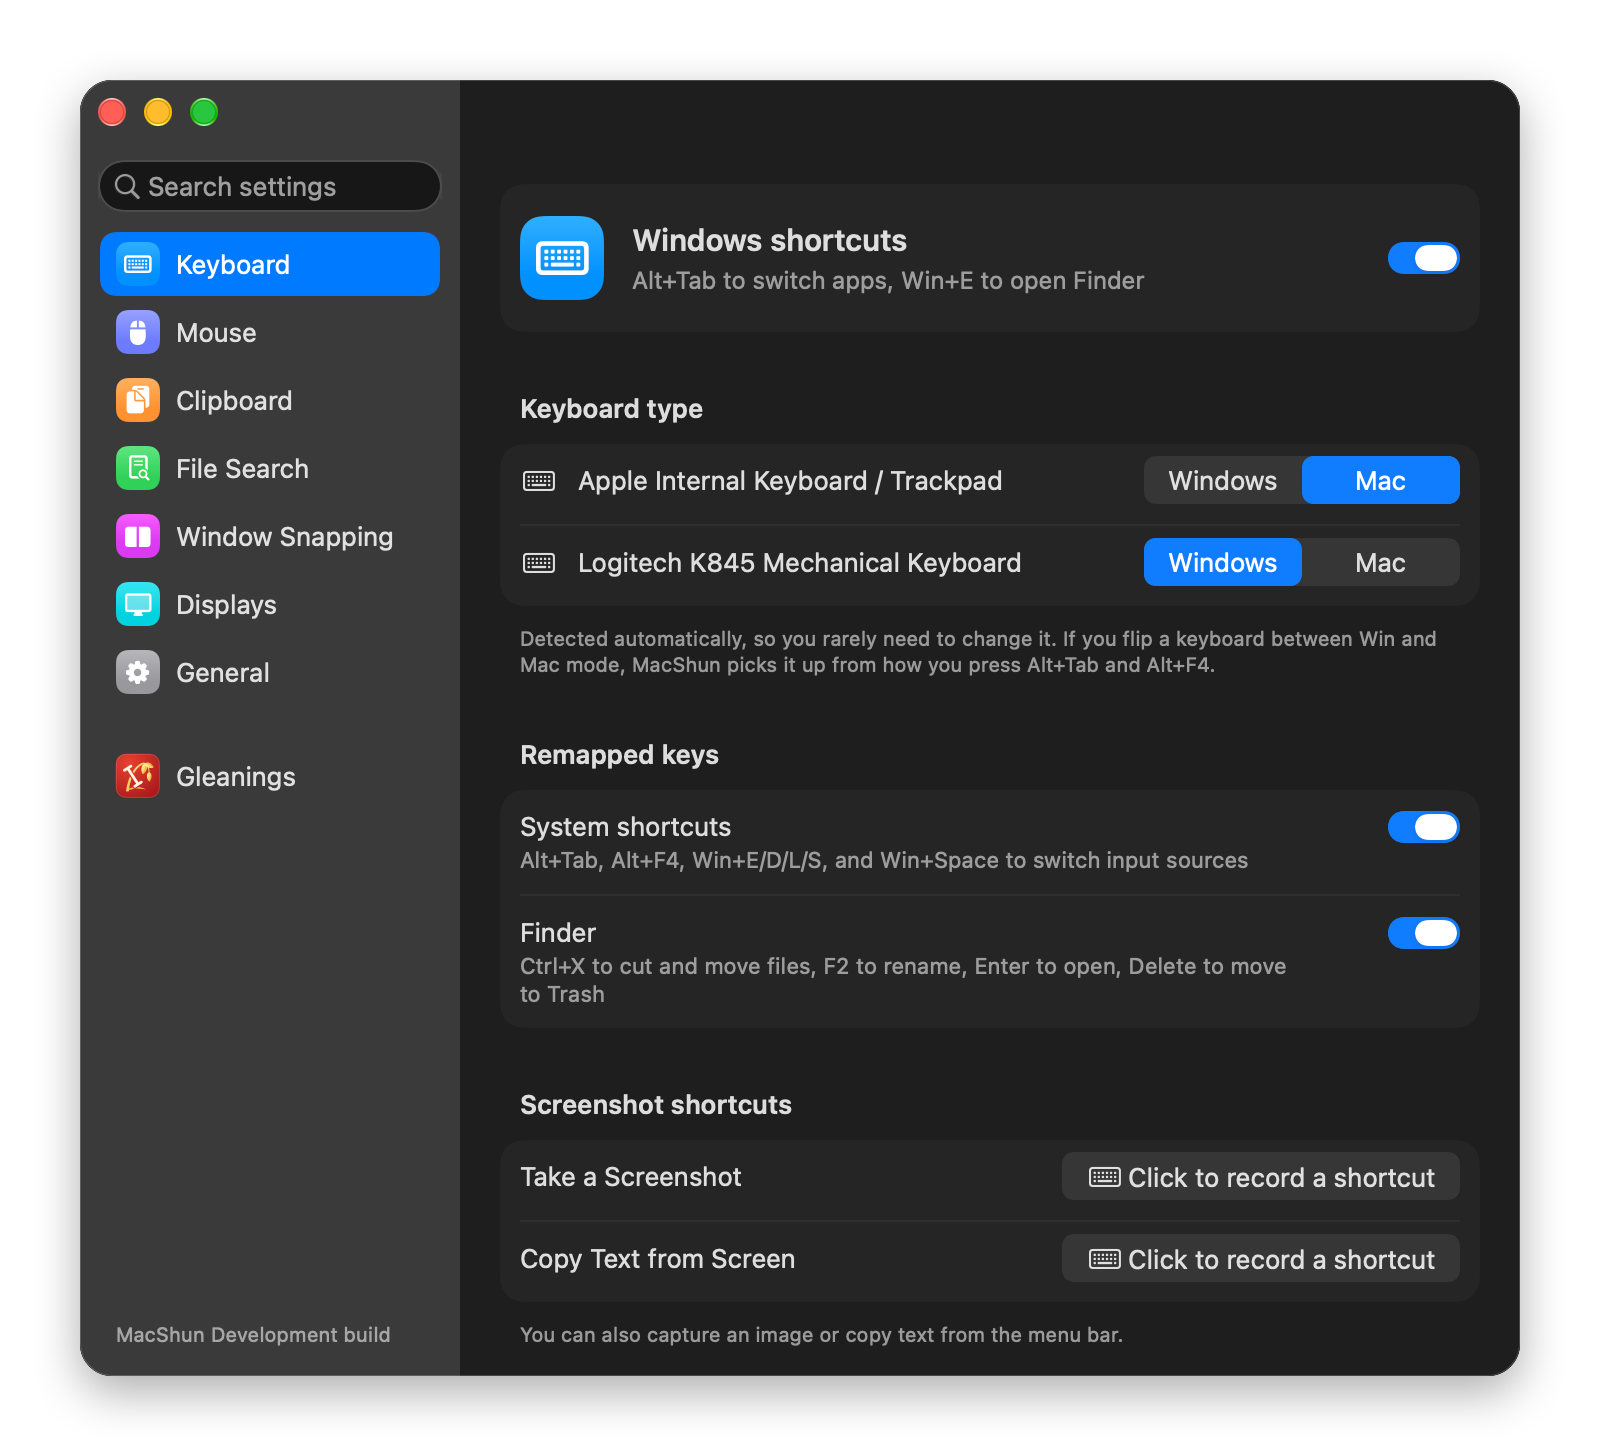 Search settings
Keyboard
Mouse
Clipboard
File Search
Window Snapping
Displays
General
Gleanings
MacShun Development build
Windows shortcuts
Alt+Tab to switch apps, Win+E to open Finder
Keyboard type
Apple Internal Keyboard / Trackpad
Windows
Mac
Logitech K845 Mechanical Keyboard
Windows
Mac
Detected automatically, so you rarely need to change it. If you flip a keyboard between Win and
Mac mode, MacShun picks it up from how you press Alt+Tab and Alt+F4.
Remapped keys
System shortcuts
Alt+Tab, Alt+F4, Win+E/D/L/S, and Win+Space to switch input sources
Finder
Ctrl+X to cut and move files, F2 to rename, Enter to open, Delete to move
to Trash
Screenshot shortcuts
Take a Screenshot
Click to record a shortcut
Copy Text from Screen
Click to record a shortcut
You can also capture an image or copy text from the menu bar.